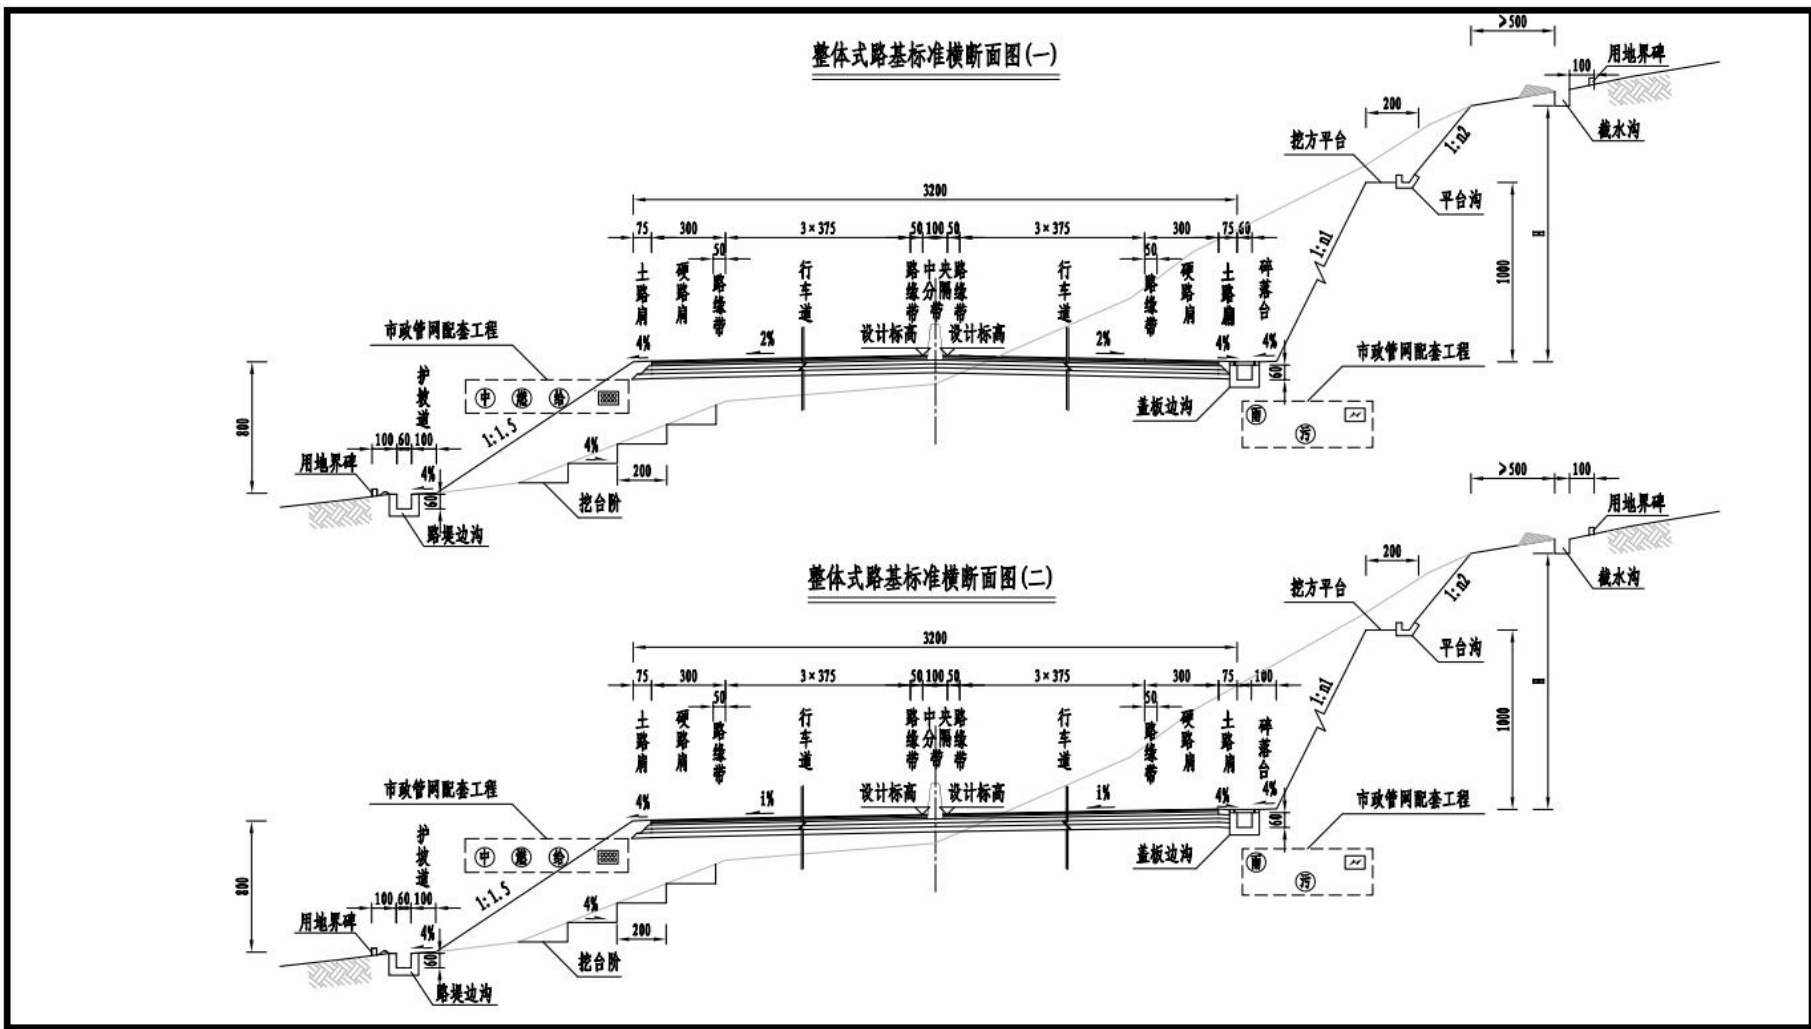 整体式路基标准横断面图(一)
>500
用地界碑
100
截水沟
200
挖方平台
1:n2
平台沟
3200
75 300 3×375 50 100 50 3×375 300 75 60
50
50
土路肩
硬路肩
路缘带
行车道
路缘带
中央分隔带
路缘带
行车道
路缘带
硬路肩
土路肩
碎落台
1:n1
H
1000
市政管网配套工程
设计标高
设计标高
4%
2%
2%
4%
4%
市政管网配套工程
60
护坡道
中 燃 给
雨
污
盖板边沟
800
100 60 100
1:1.5
用地界碑
4%
4%
200
60
挖台阶
路堤边沟
整体式路基标准横断面图(二)
>500
100
用地界碑
截水沟
200
挖方平台
1:n2
平台沟
3200
75 300 3×375 50 100 50 3×375 300 75 100
50
50
土路肩
硬路肩
路缘带
行车道
路缘带
中央分隔带
路缘带
行车道
路缘带
硬路肩
土路肩
碎落台
1:n1
H
1000
市政管网配套工程
设计标高
设计标高
4%
i%
i%
4%
4%
市政管网配套工程
60
护坡道
中 燃 给
雨
污
盖板边沟
800
100 60 100
1:1.5
用地界碑
4%
4%
200
60
挖台阶
路堤边沟